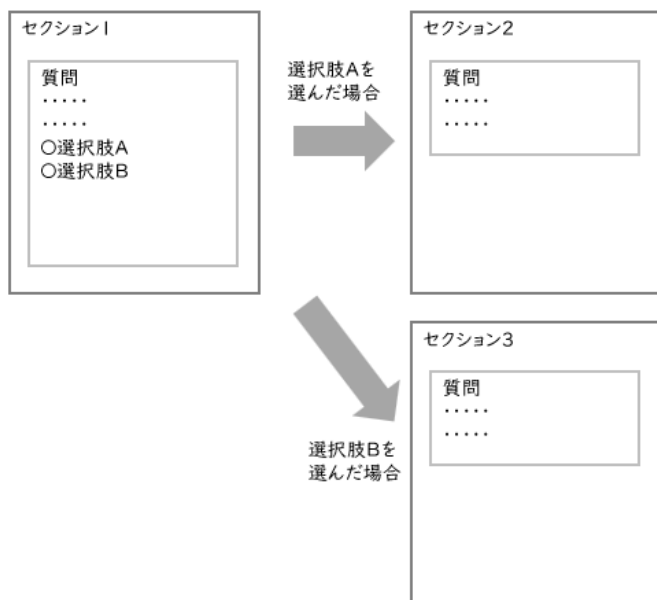 セクション1
質問
・・・・・
・・・・・
○選択肢A
○選択肢B
選択肢Aを
選んだ場合
セクション2
質問
・・・・・
・・・・・
選択肢Bを
選んだ場合
セクション3
質問
・・・・・
・・・・・